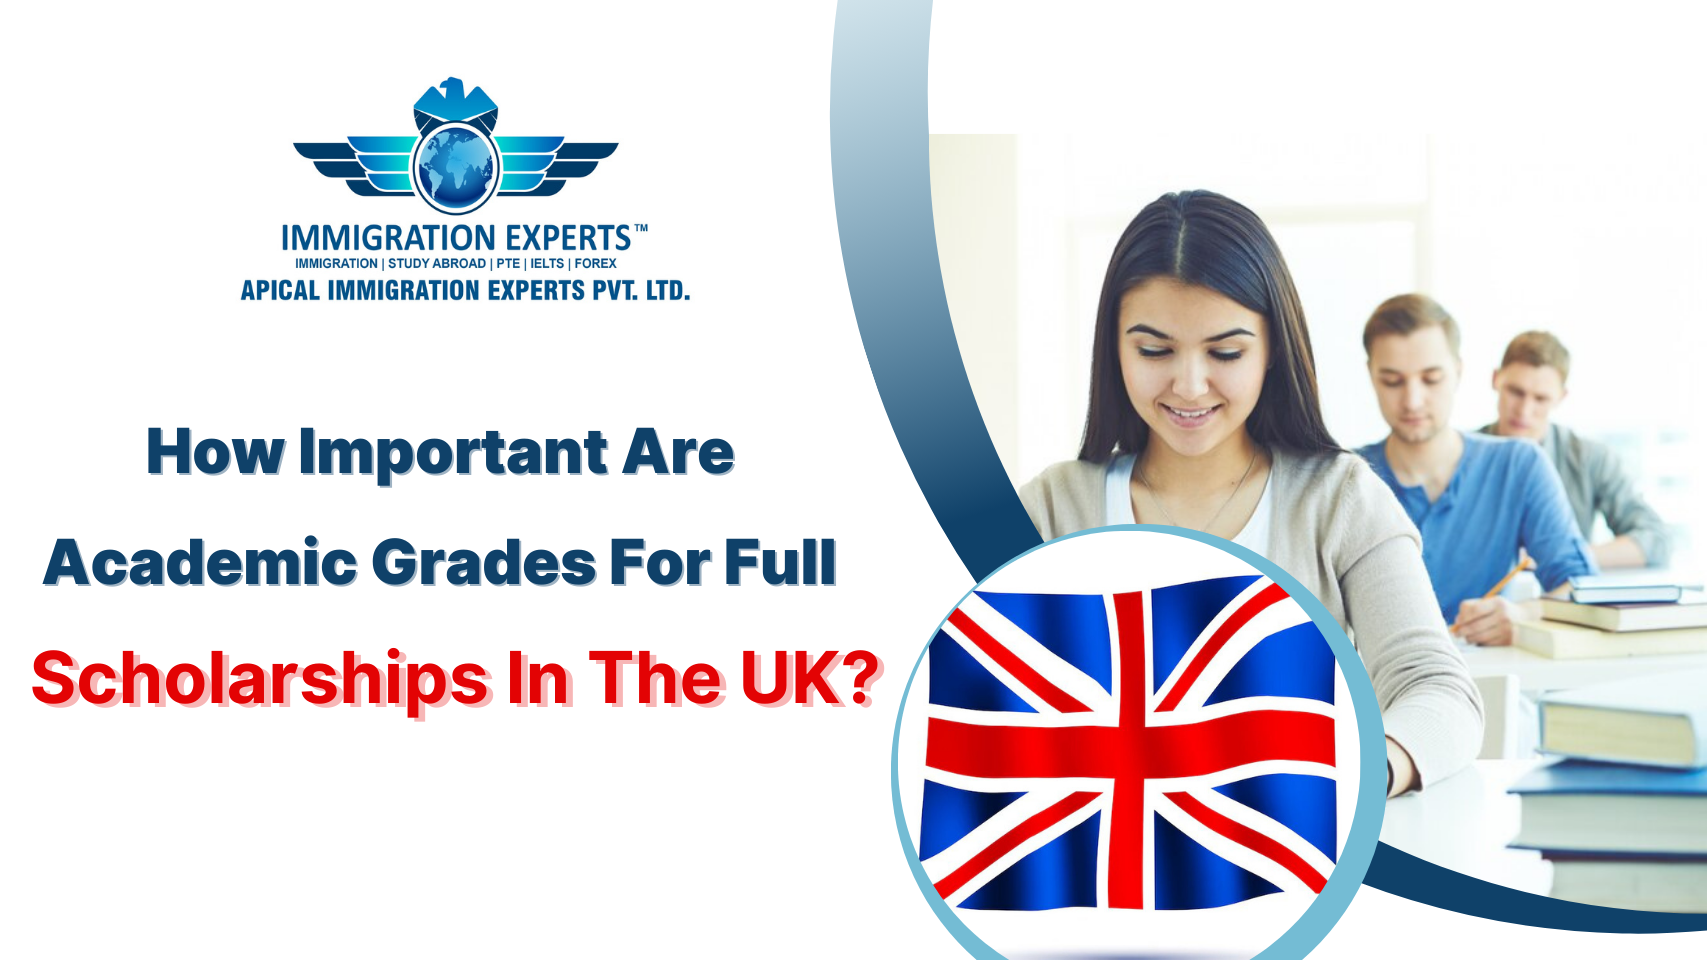 IMMIGRATION EXPERTS™
IMMIGRATION | STUDY ABROAD | PTE | IELTS | FOREX
APICAL IMMIGRATION EXPERTS PVT. LTD.
How Important Are
Academic Grades For Full
Scholarships In The UK?